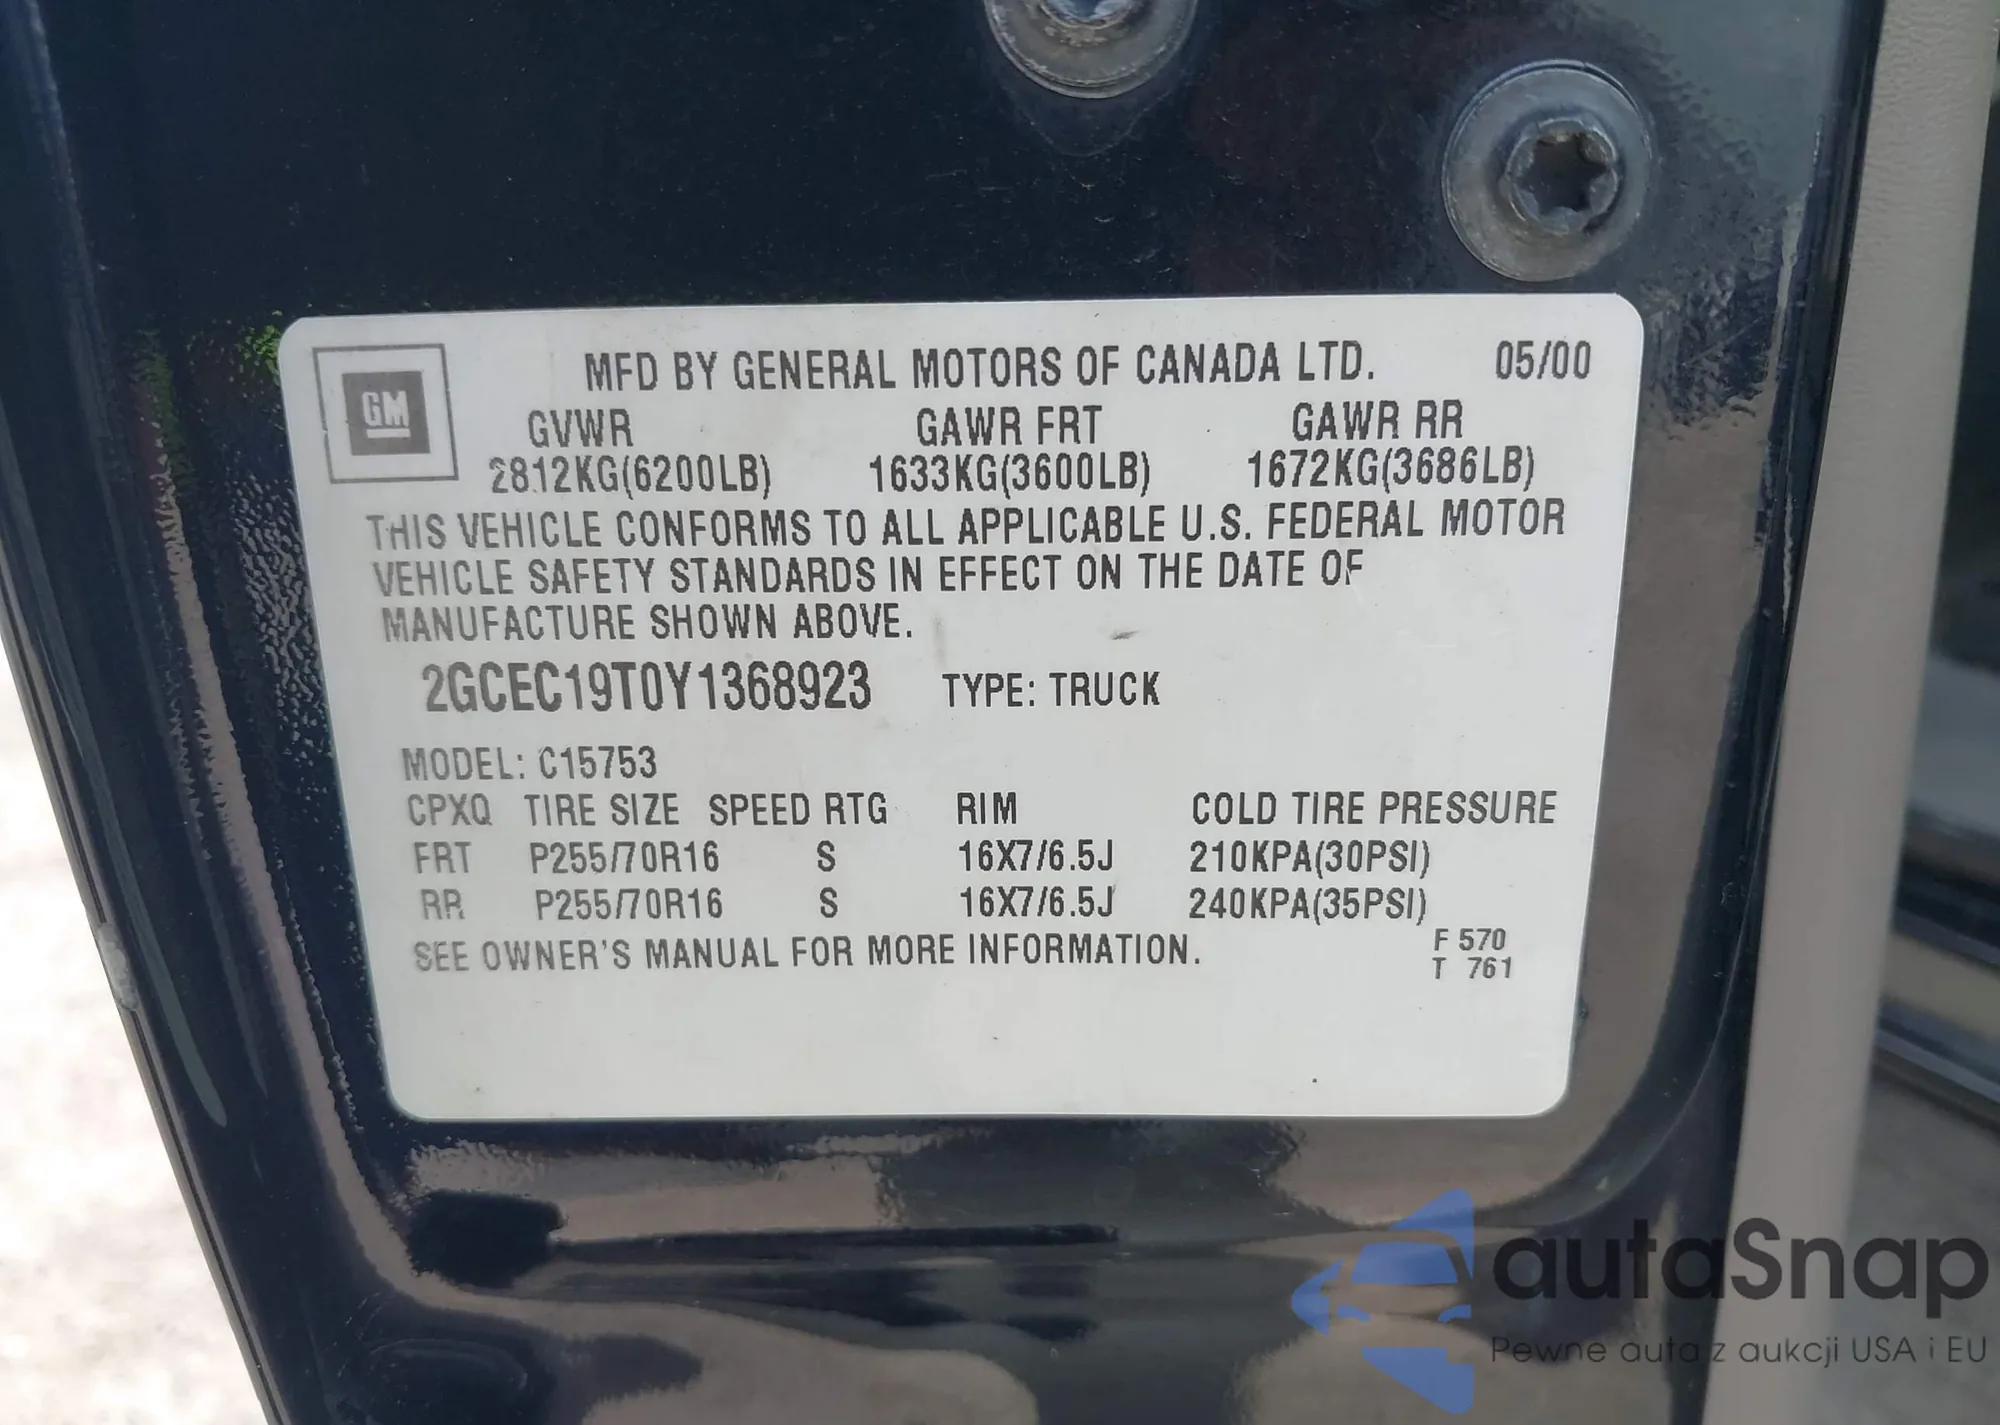 GM
MFD BY GENERAL MOTORS OF CANADA LTD. 05/00
GVWR GAWR FRT GAWR RR
2812KG(6200LB) 1633KG(3600LB) 1672KG(3686LB)
THIS VEHICLE CONFORMS TO ALL APPLICABLE U.S. FEDERAL MOTOR
VEHICLE SAFETY STANDARDS IN EFFECT ON THE DATE OF
MANUFACTURE SHOWN ABOVE.
2GCEC19T0Y1368923 TYPE: TRUCK
MODEL: C15753
CPXQ TIRE SIZE SPEED RTG RIM COLD TIRE PRESSURE
FRT P255/70R16 S 16X7/6.5J 210KPA(30PSI)
RR P255/70R16 S 16X7/6.5J 240KPA(35PSI)
SEE OWNER'S MANUAL FOR MORE INFORMATION.
F 570
T 761
autaSnap
Pewne auta z aukcji USA i EU